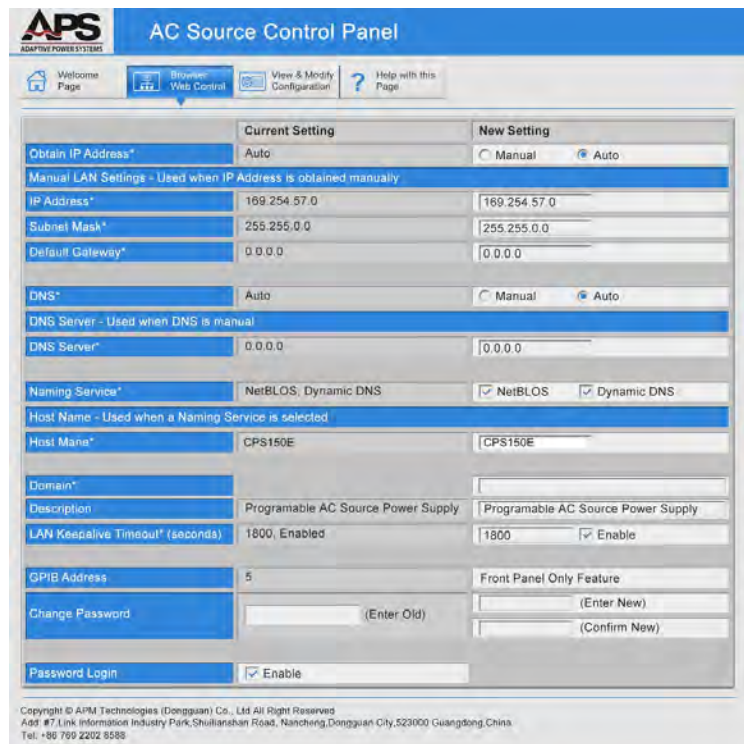 APS
ADAPTIVE POWER SYSTEMS
AC Source Control Panel
Welcome Page
Browser Web Control
View & Modify Configuration
Help with this Page
Current Setting New Setting
Obtain IP Address* Auto Manual Auto
Manual LAN Settings - Used when IP Address is obtained manually
IP Address* 169.254.57.0 169.254.57.0
Subnet Mask* 255.255.0.0 255.255.0.0
Default Gateway* 0.0.0.0 0.0.0.0
DNS* Auto Manual Auto
DNS Server - Used when DNS is manual
DNS Server* 0.0.0.0 0.0.0.0
Naming Service* NetBLOS, Dynamic DNS NetBLOS Dynamic DNS
Host Name - Used when a Naming Service is selected
Host Mane* CPS150E CPS150E
Domain*
Description Programable AC Source Power Supply Programable AC Source Power Supply
LAN Keepalive Timeout* (seconds) 1800, Enabled 1800 Enable
GPIB Address 5 Front Panel Only Feature
Change Password (Enter Old) (Enter New)
(Confirm New)
Password Login Enable
Copyright © APM Technologies (Dongguan) Co., Ltd All Right Reserved
Add: #7,Link Information Industry Park,Shuilianshan Road, Nancheng,Dongguan City,523000 Guangdong,China.
Tel: +86 769 2202 8588